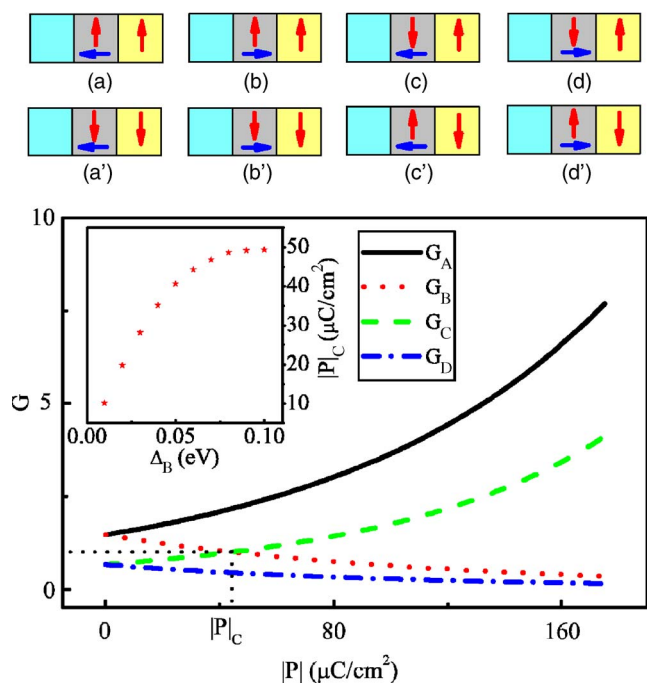 (a) (b) (c) (d)
(a') (b') (c') (d')
10
5
0
G
50
40
30
20
10
|P|C (μC/cm2)
0.00 0.05 0.10
ΔB (eV)
GA
GB
GC
GD
0 80 160
|P|C
|P| (μC/cm2)